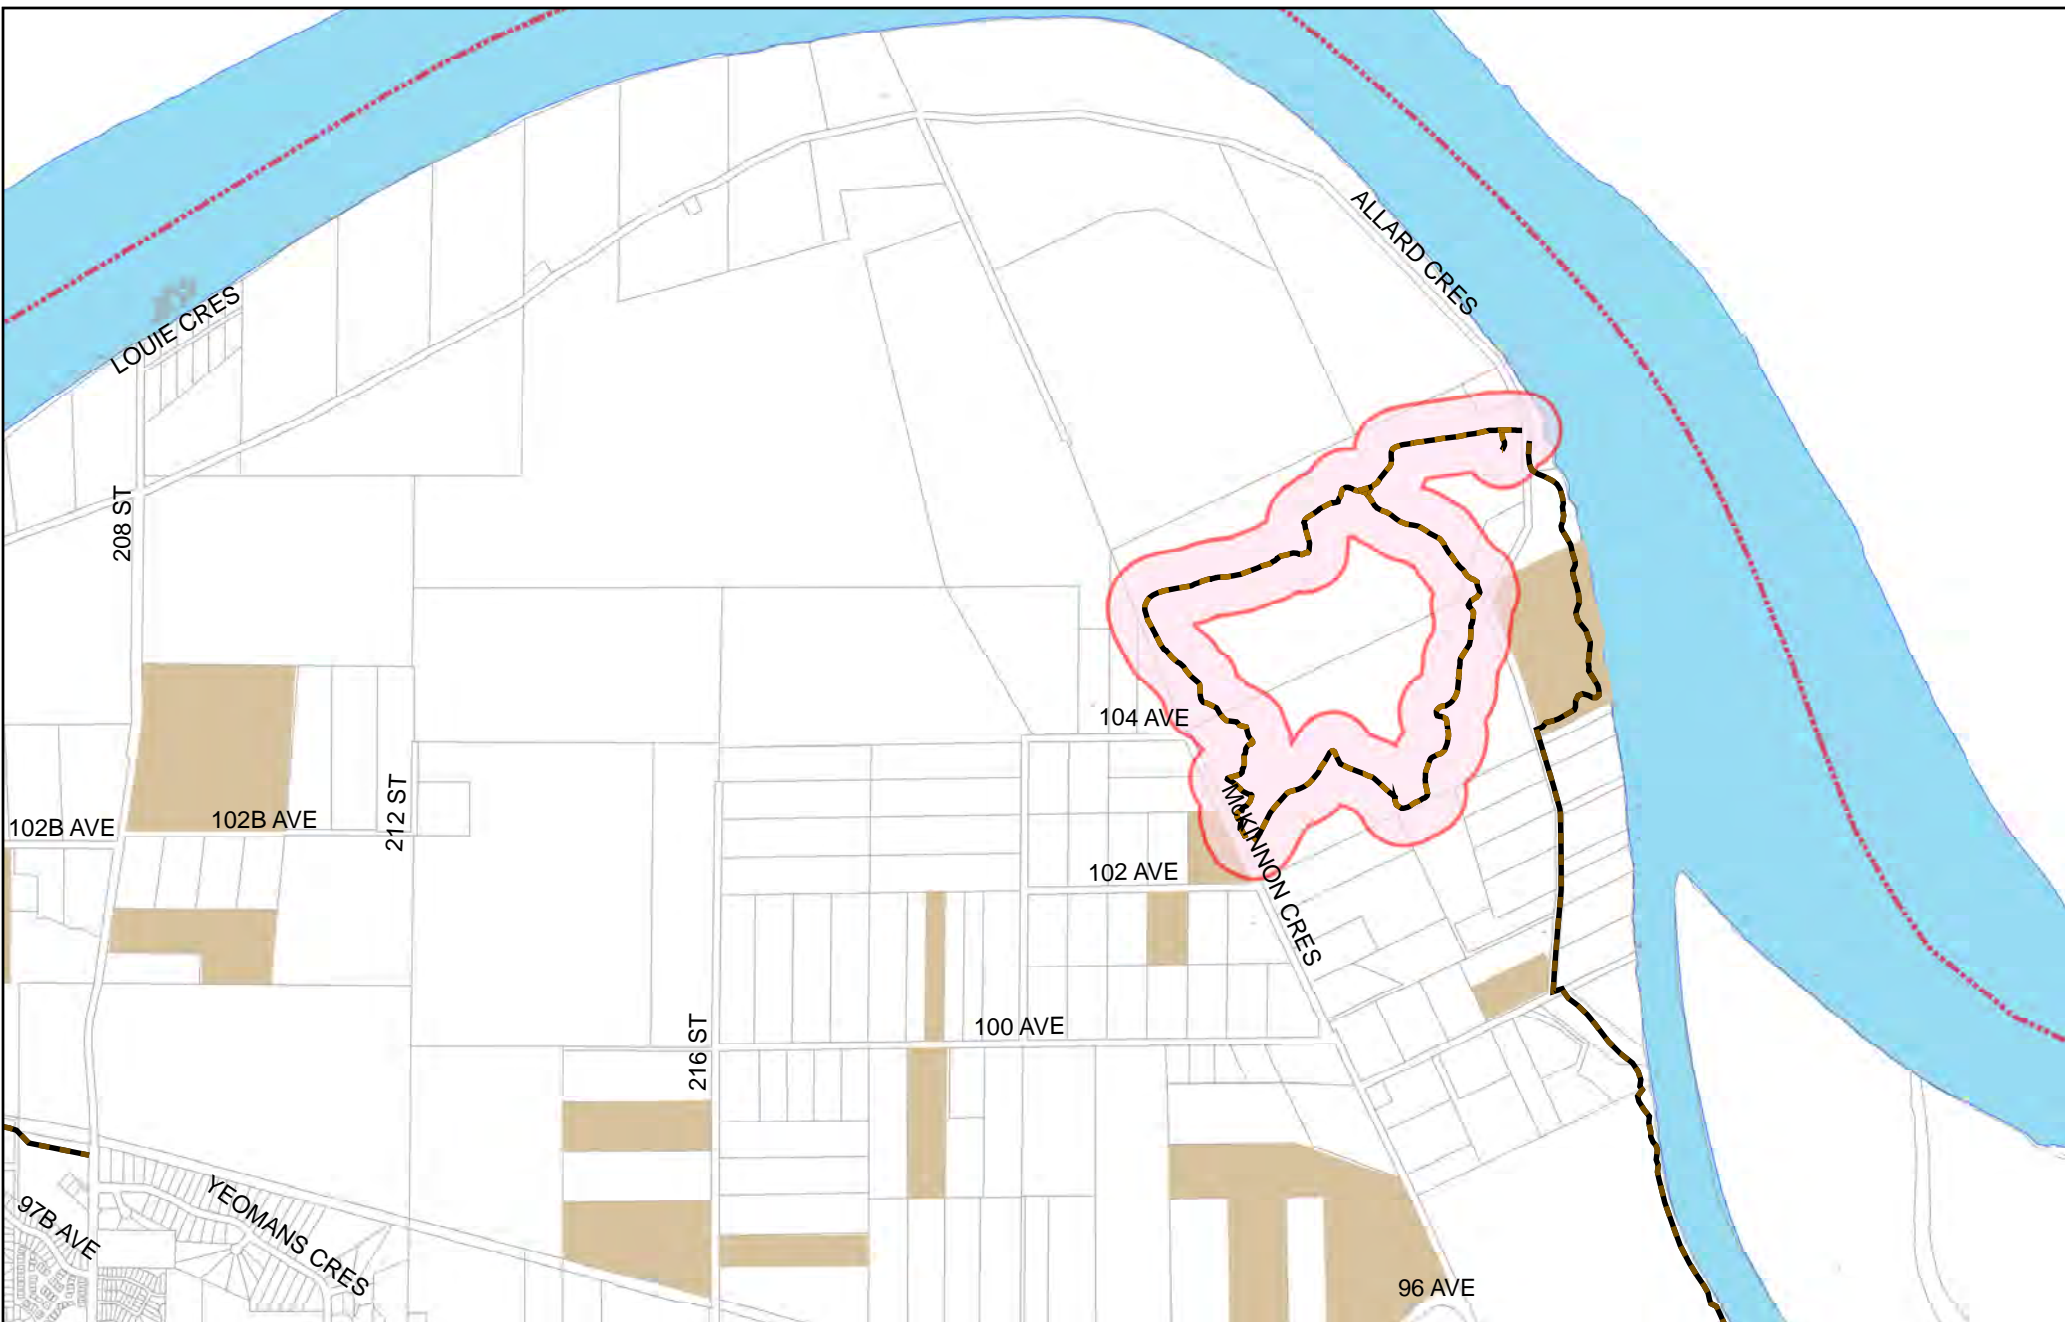 ALLARD CRES
LOUIE CRES
208 ST
104 AVE
212 ST
102B AVE
102B AVE
McKINNON CRES
102 AVE
100 AVE
216 ST
YEOMANS CRES
97B AVE
96 AVE